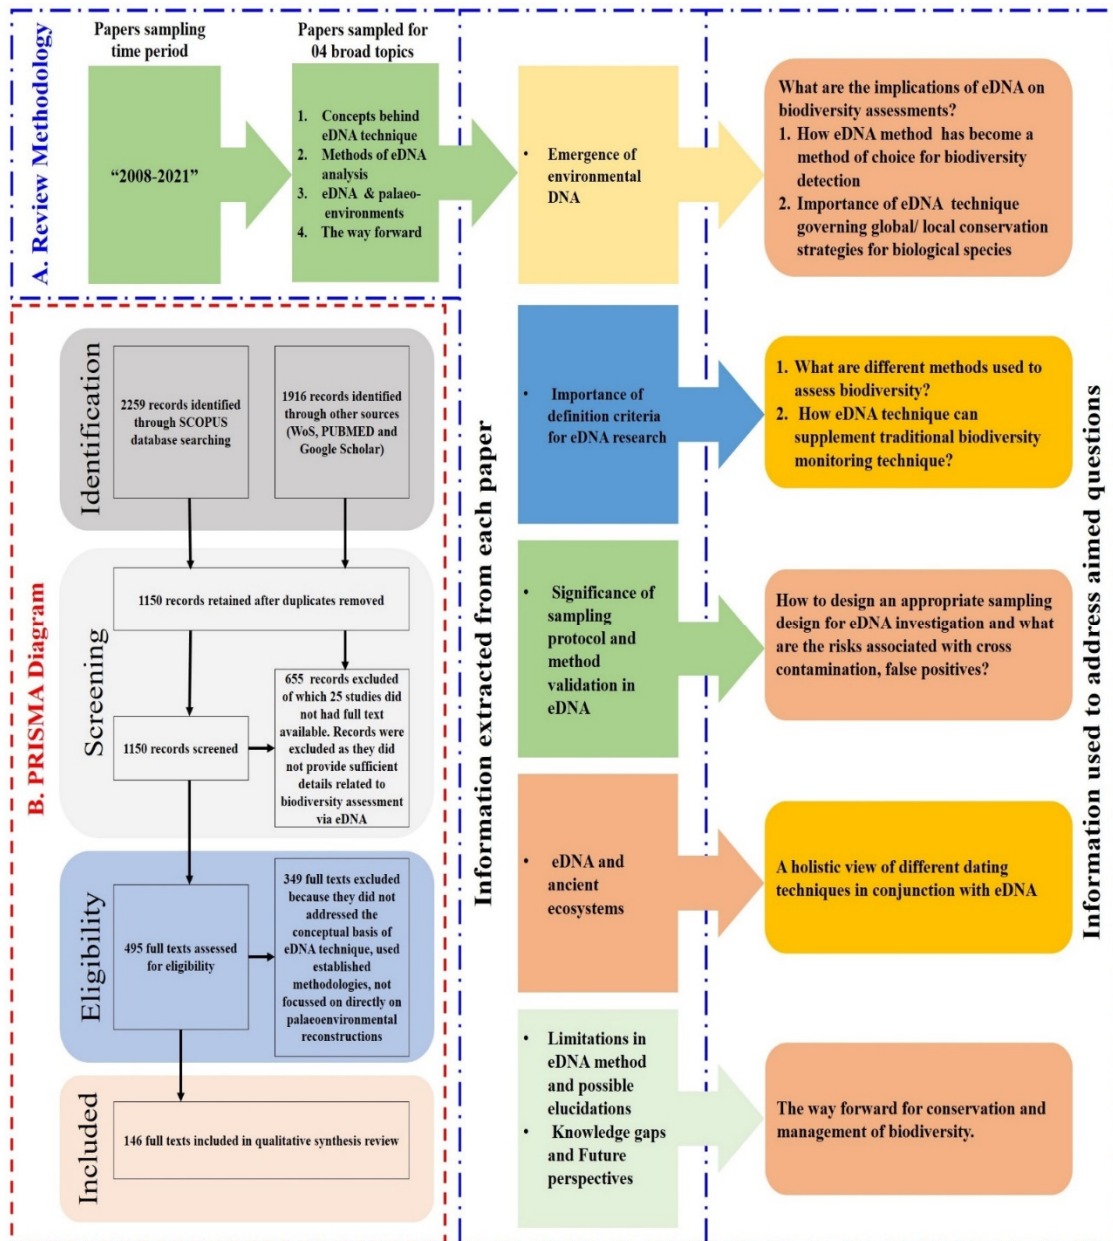 A. Review Methodology
Papers sampling
time period
“2008-2021”
Papers sampled for
04 broad topics
1. Concepts behind
eDNA technique
2. Methods of eDNA
analysis
3. eDNA & palaeo-
environments
4. The way forward
B. PRISMA Diagram
Identification
2259 records identified
through SCOPUS
database searching
1916 records identified
through other sources
(WoS, PUBMED and
Google Scholar)
Screening
1150 records retained after duplicates removed
1150 records screened
655 records excluded
of which 25 studies did
not had full text
available. Records were
excluded as they did
not provide sufficient
details related to
biodiversity assessment
via eDNA
Eligibility
495 full texts assessed
for eligibility
349 full texts excluded
because they did not
addressed the
conceptual basis of
eDNA technique, used
established
methodologies, not
focussed on directly on
palaeoenvironmental
reconstructions
Included
146 full texts included in qualitative synthesis review
Information extracted from each paper
• Emergence of
environmental
DNA
• Importance of
definition criteria
for eDNA research
• Significance of
sampling
protocol and
method
validation in
eDNA
• eDNA and
ancient
ecosystems
• Limitations in
eDNA method
and possible
elucidations
• Knowledge gaps
and Future
perspectives
What are the implications of eDNA on
biodiversity assessments?
1. How eDNA method has become a
method of choice for biodiversity
detection
2. Importance of eDNA technique
governing global/ local conservation
strategies for biological species
1. What are different methods used to
assess biodiversity?
2. How eDNA technique can
supplement traditional biodiversity
monitoring technique?
How to design an appropriate sampling
design for eDNA investigation and what
are the risks associated with cross
contamination, false positives?
A holistic view of different dating
techniques in conjunction with eDNA
The way forward for conservation and
management of biodiversity.
Information used to address aimed questions